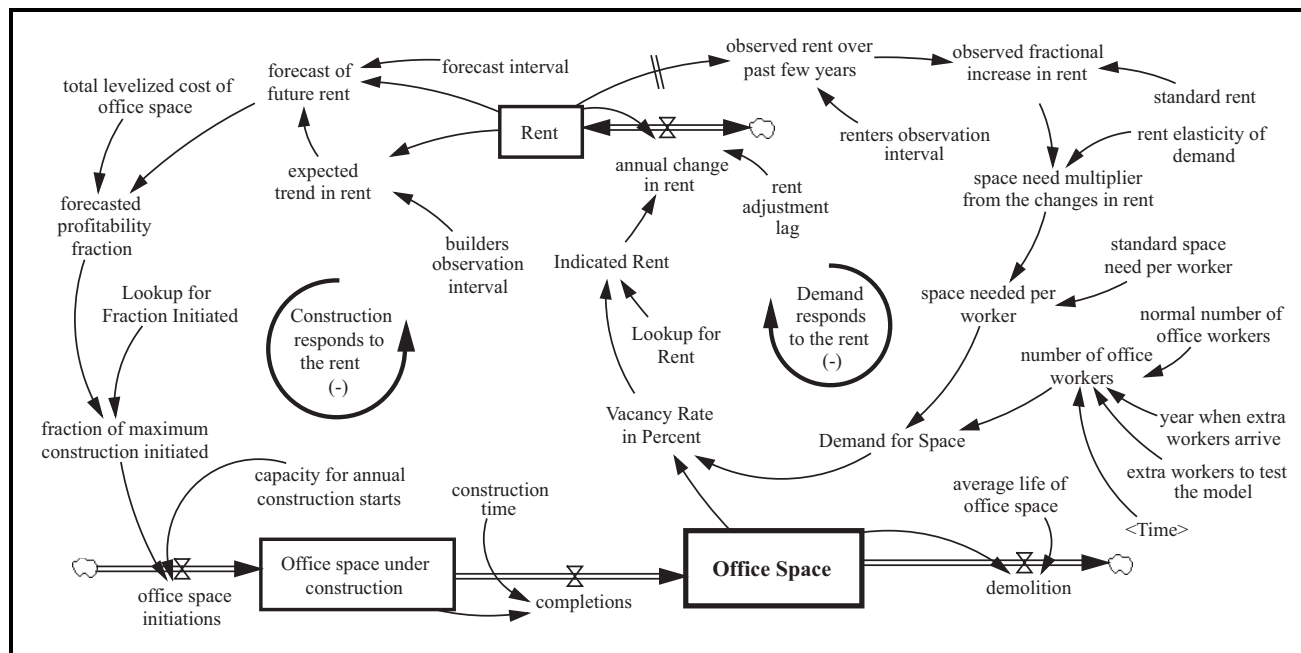 total levelized cost of
office space
forecast of
future rent
forecast interval
Rent
observed rent over
past few years
observed fractional
increase in rent
standard rent
renters observation
interval
rent elasticity of
demand
expected
trend in rent
annual change
in rent
rent
adjustment
lag
space need multiplier
from the changes in rent
forecasted
profitability
fraction
builders
observation
interval
Indicated Rent
standard space
need per worker
Lookup for
Fraction Initiated
Construction
responds to
the rent
(-)
Lookup for
Rent
Demand
responds
to the rent
(-)
space needed per
worker
normal number of
office workers
number of office
workers
fraction of maximum
construction initiated
Vacancy Rate
in Percent
Demand for Space
year when extra
workers arrive
extra workers to test
the model
<Time>
capacity for annual
construction starts
construction
time
average life of
office space
office space
initiations
Office space under
construction
completions
Office Space
demolition